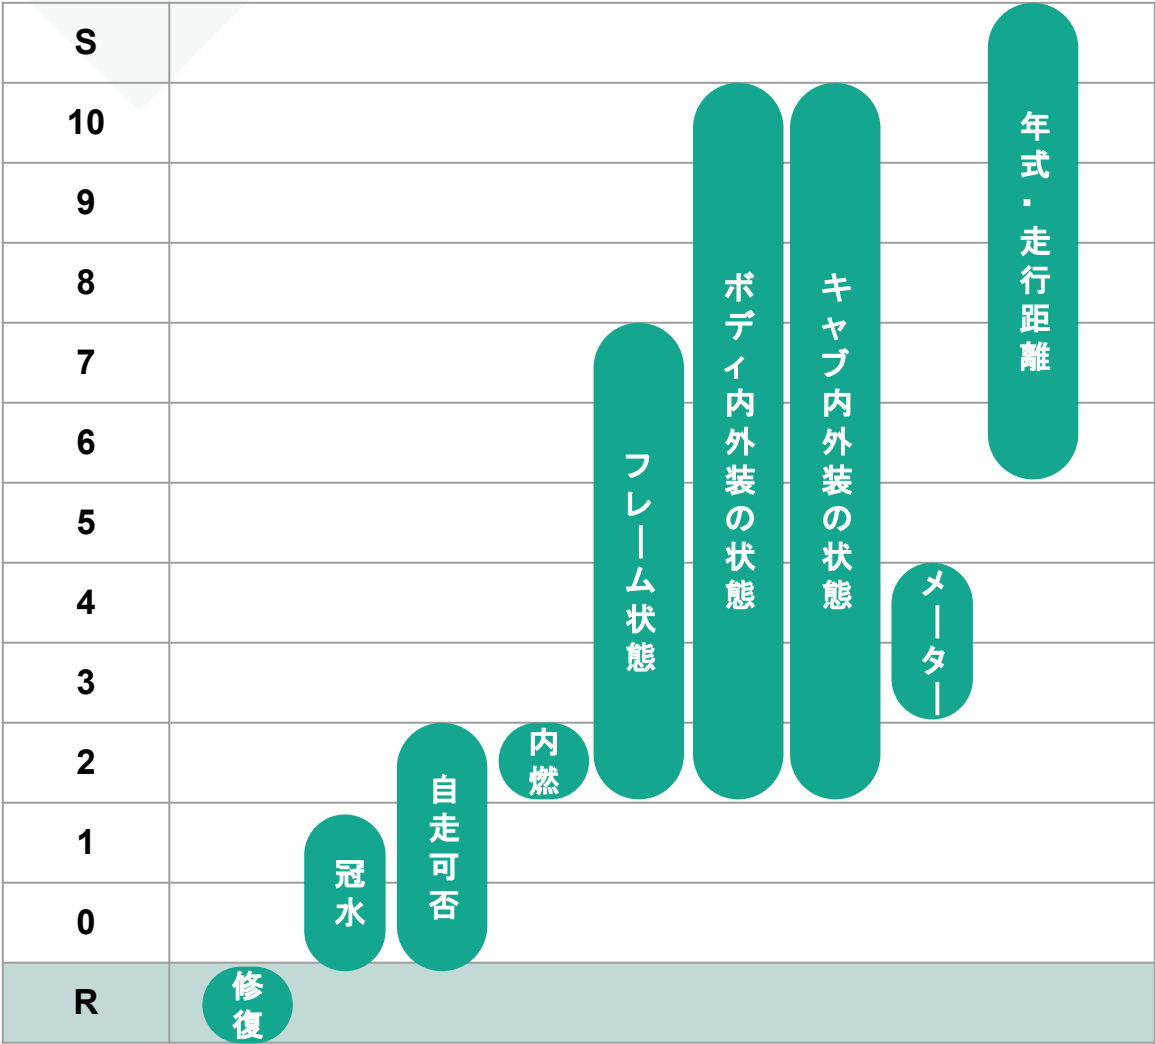 S
10
9
8
7
6
5
4
3
2
1
0
R
修復
冠水
自走可否
内燃
フレーム状態
ボディ内外装の状態
キャブ内外装の状態
メーター
年式・走行距離